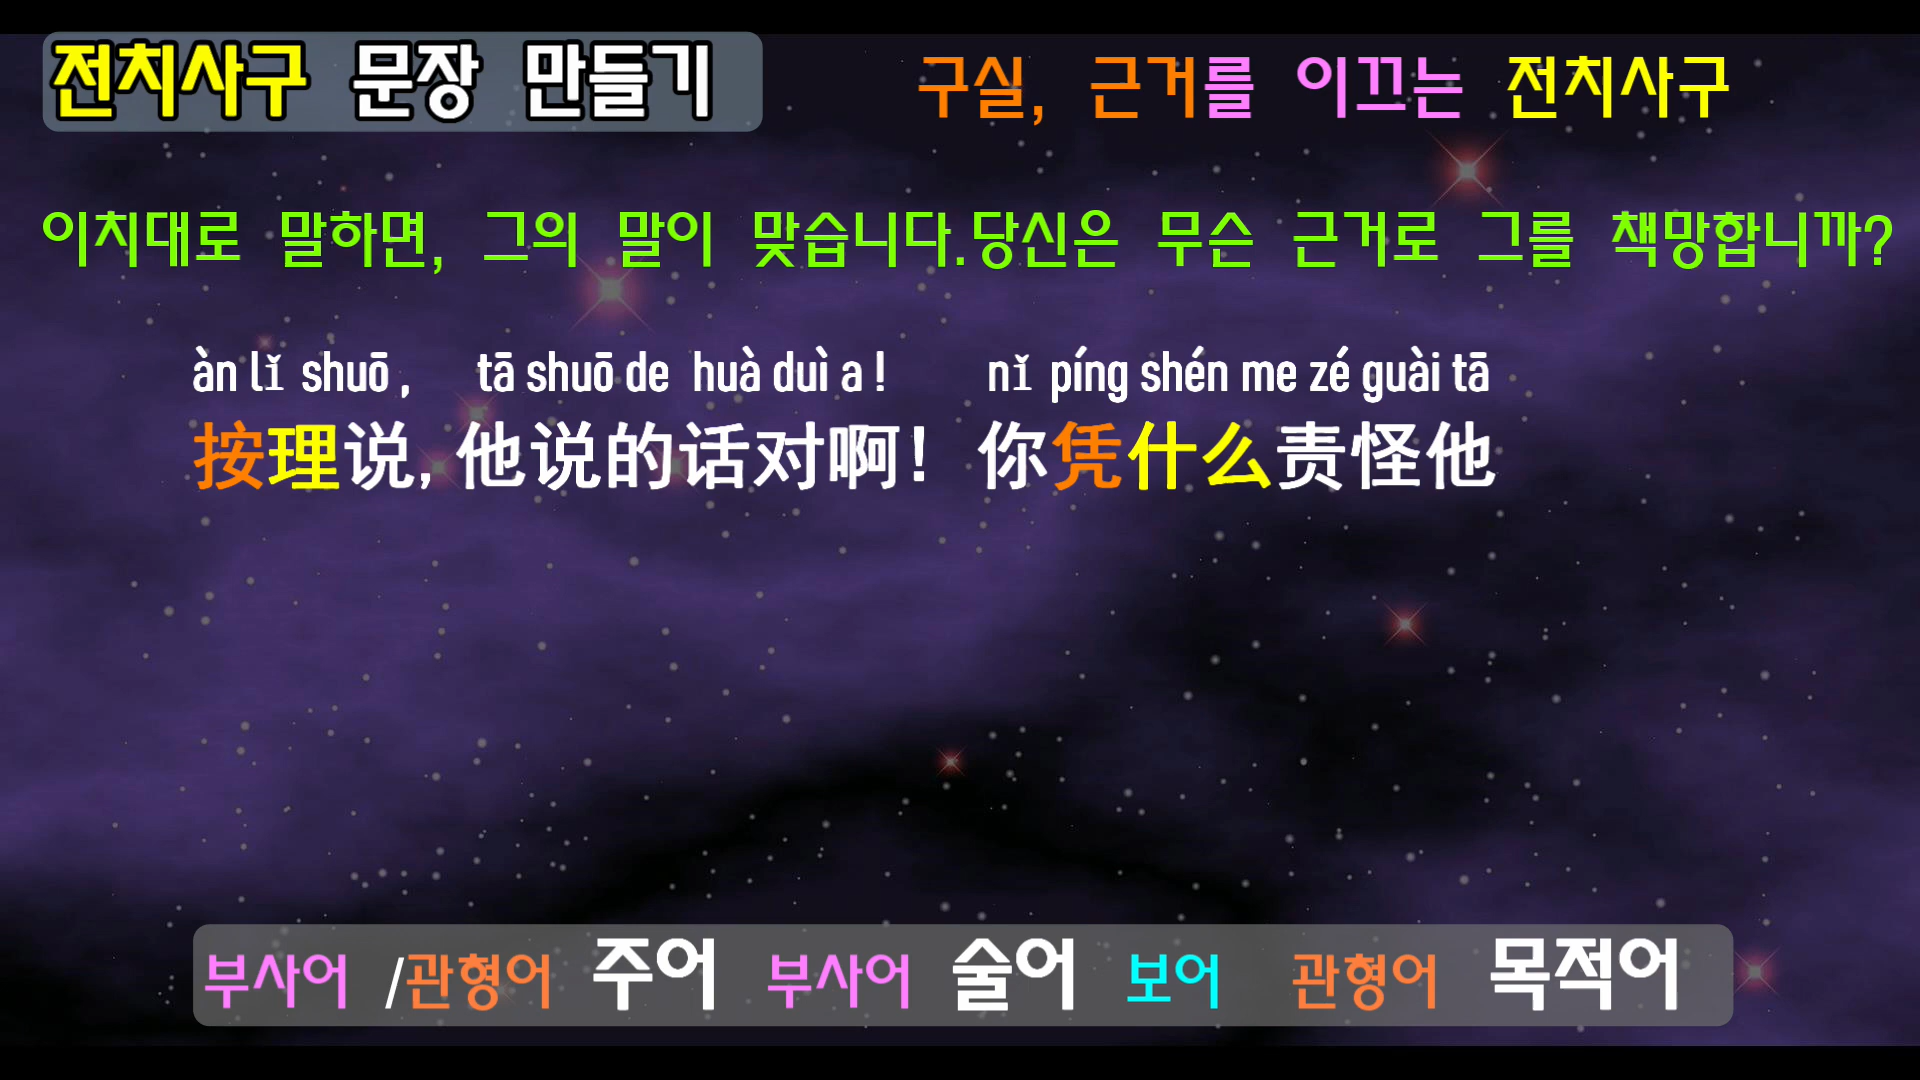 전치사구 문장 만들기
구실, 근거를 이끄는 전치사구
이치대로 말하면, 그의 말이 맞습니다.당신은 무슨 근거로 그를 책망합니까?
àn lǐ shuō , tā shuō de huà duì a ! nǐ píng shén me zé guài tā
按理说, 他说的话对啊! 你凭什么责怪他
부사어 /관형어 주어 부사어 술어 보어 관형어 목적어